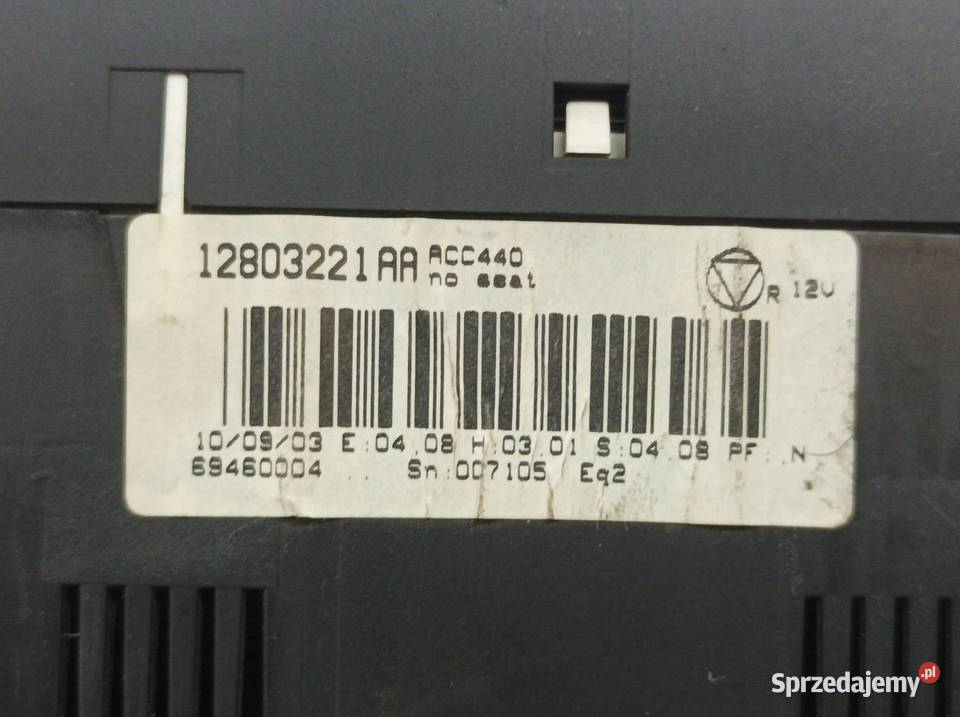 12803221AA ACC440
no seat
R 12V
10/09/03 E:04.08 H:03.01 S:04.08 PF:.N
69460004 .. Sn:007105 Eq2
Sprzedajemy.pl